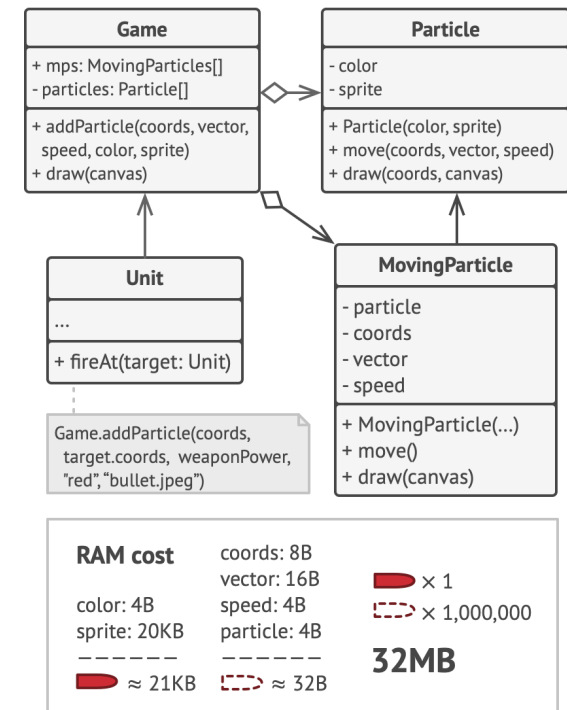 Game
+ mps: MovingParticles[]
- particles: Particle[]
+ addParticle(coords, vector,
speed, color, sprite)
+ draw(canvas)
Particle
- color
- sprite
+ Particle(color, sprite)
+ move(coords, vector, speed)
+ draw(coords, canvas)
Unit
...
+ fireAt(target: Unit)
MovingParticle
- particle
- coords
- vector
- speed
+ MovingParticle(...)
+ move()
+ draw(canvas)
Game.addParticle(coords,
target.coords, weaponPower,
"red",“bullet.jpeg”)
RAM cost
color: 4B
sprite: 20KB
––––––
≈ 21KB
coords: 8B
vector: 16B
speed: 4B
particle: 4B
––––––
≈ 32B
× 1
× 1,000,000
32MB